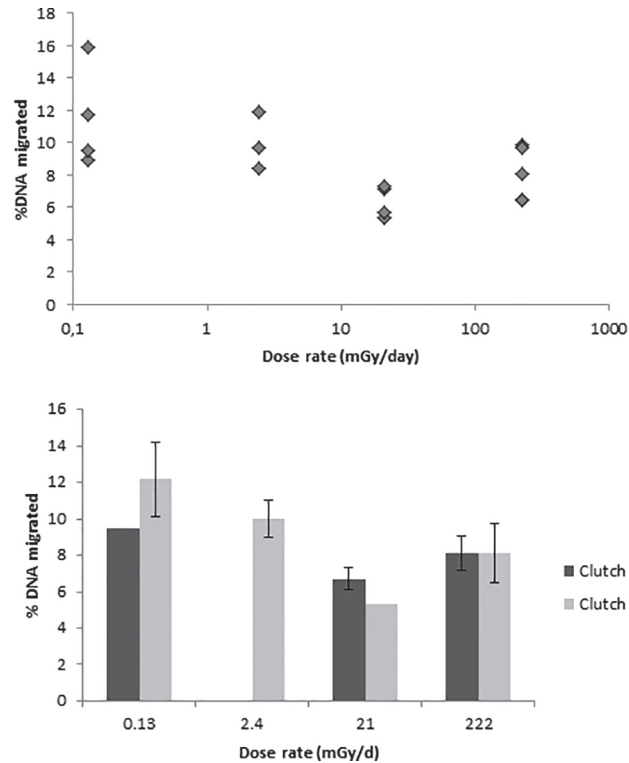 18
16
14
12
10
8
6
4
2
0
%DNA migrated
0,1 1 10 100 1000
Dose rate (mGy/day)
16
14
12
10
8
6
4
2
0
% DNA migrated
0.13 2.4 21 222
Dose rate (mGy/d)
Clutch
Clutch